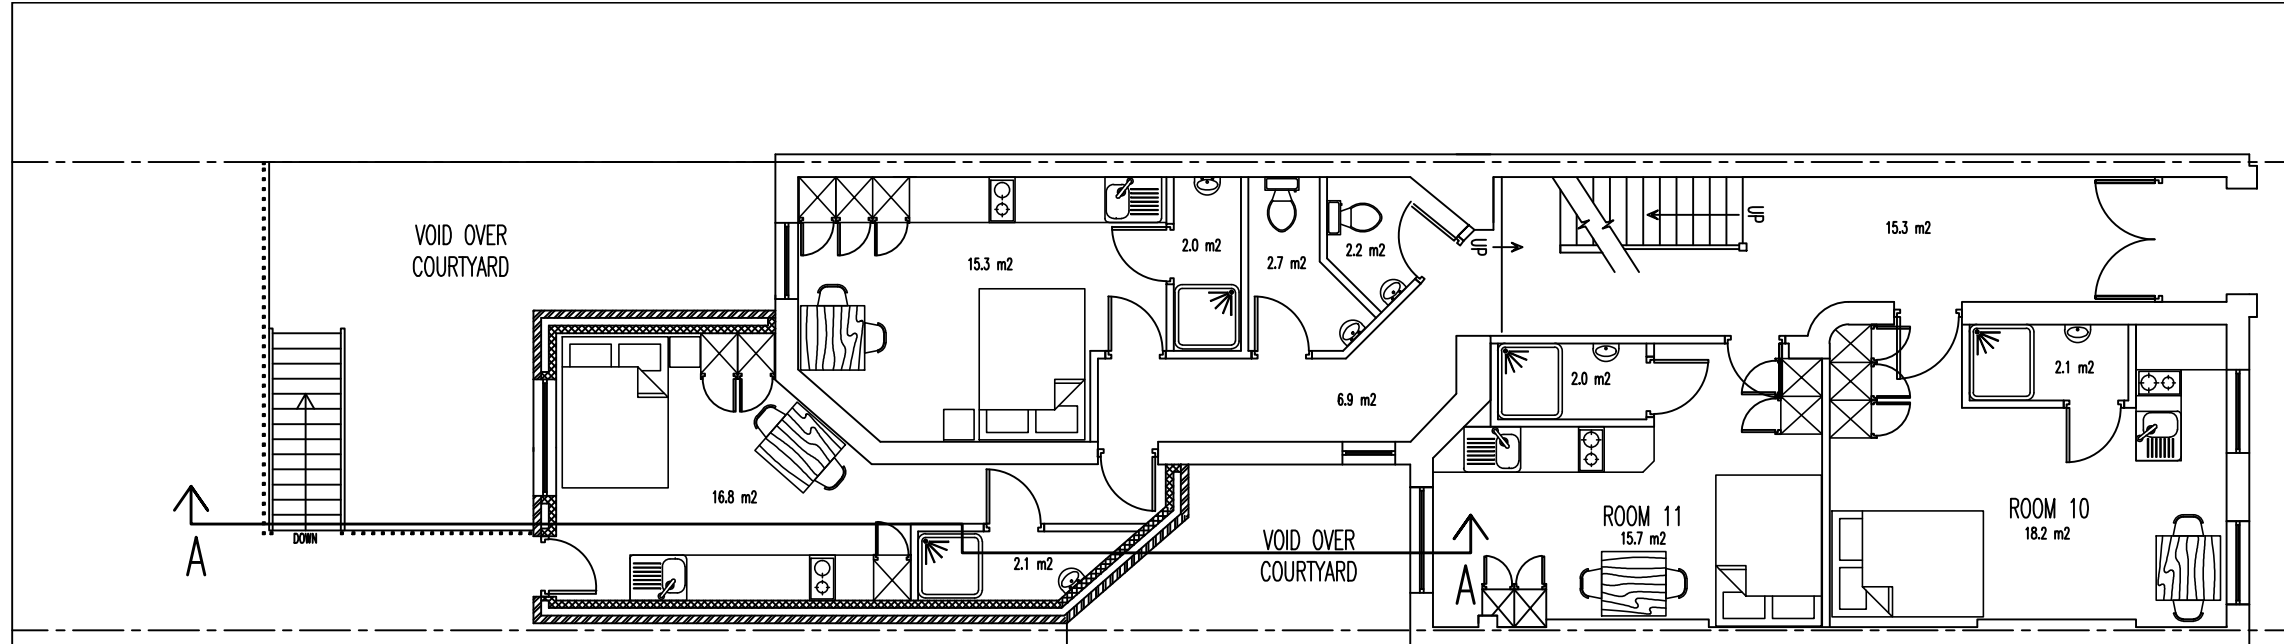 VOID OVER
COURTYARD
DOWN
A
15.3 m2
2.0 m2
2.7 m2
2.2 m2
UP
UP
15.3 m2
6.9 m2
16.8 m2
2.1 m2
VOID OVER
COURTYARD
A
2.0 m2
ROOM 11
15.7 m2
2.1 m2
ROOM 10
18.2 m2